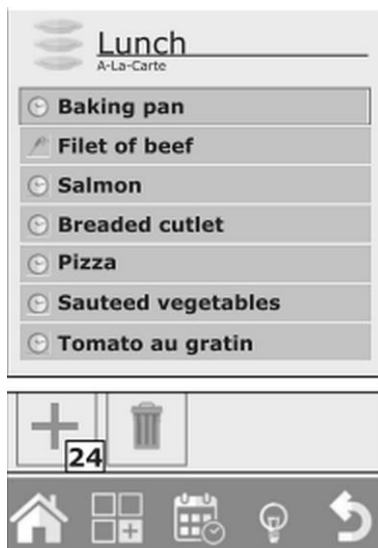 Lunch
A-La-Carte
Baking pan
Filet of beef
Salmon
Breaded cutlet
Pizza
Sauteed vegetables
Tomato au gratin
24